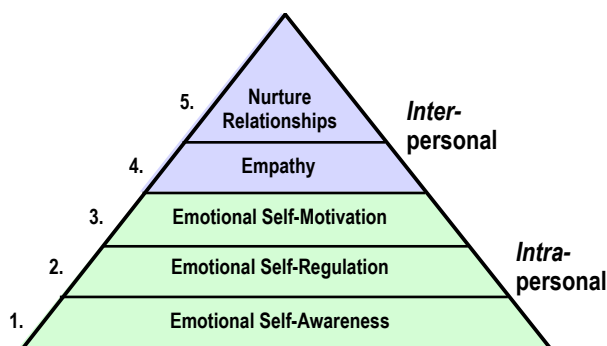 5.
Nurture
Relationships
Inter-
personal
4.
Empathy
3.
Emotional Self-Motivation
2.
Emotional Self-Regulation
Intra-
personal
1.
Emotional Self-Awareness